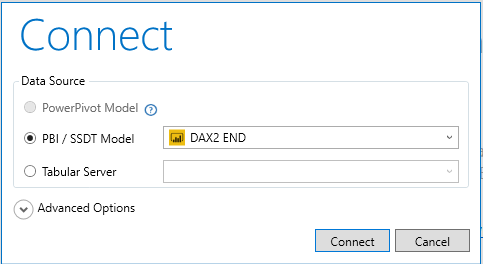 Connect
Data Source
PowerPivot Model ?
PBI / SSDT Model DAX2 END
Tabular Server
Advanced Options
Connect Cancel